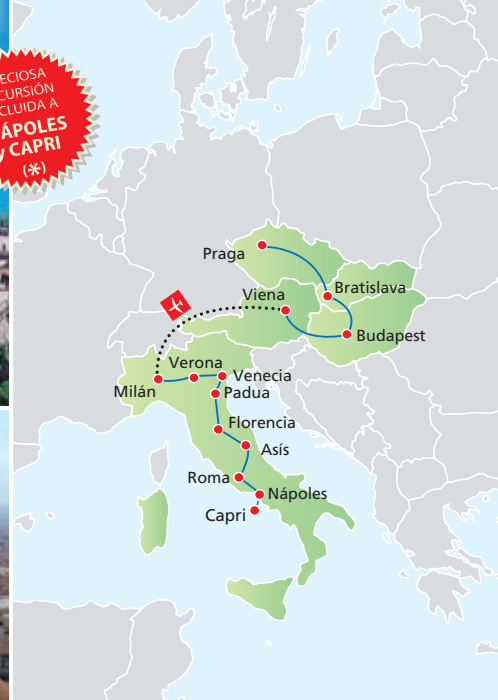 ECIOSA
CURSIÓN
CLUIDA A
ÁPOLES
y CAPRI
(*)
Praga
Viena
Bratislava
Budapest
Verona
Venecia
Milán
Padua
Florencia
Asís
Roma
Nápoles
Capri